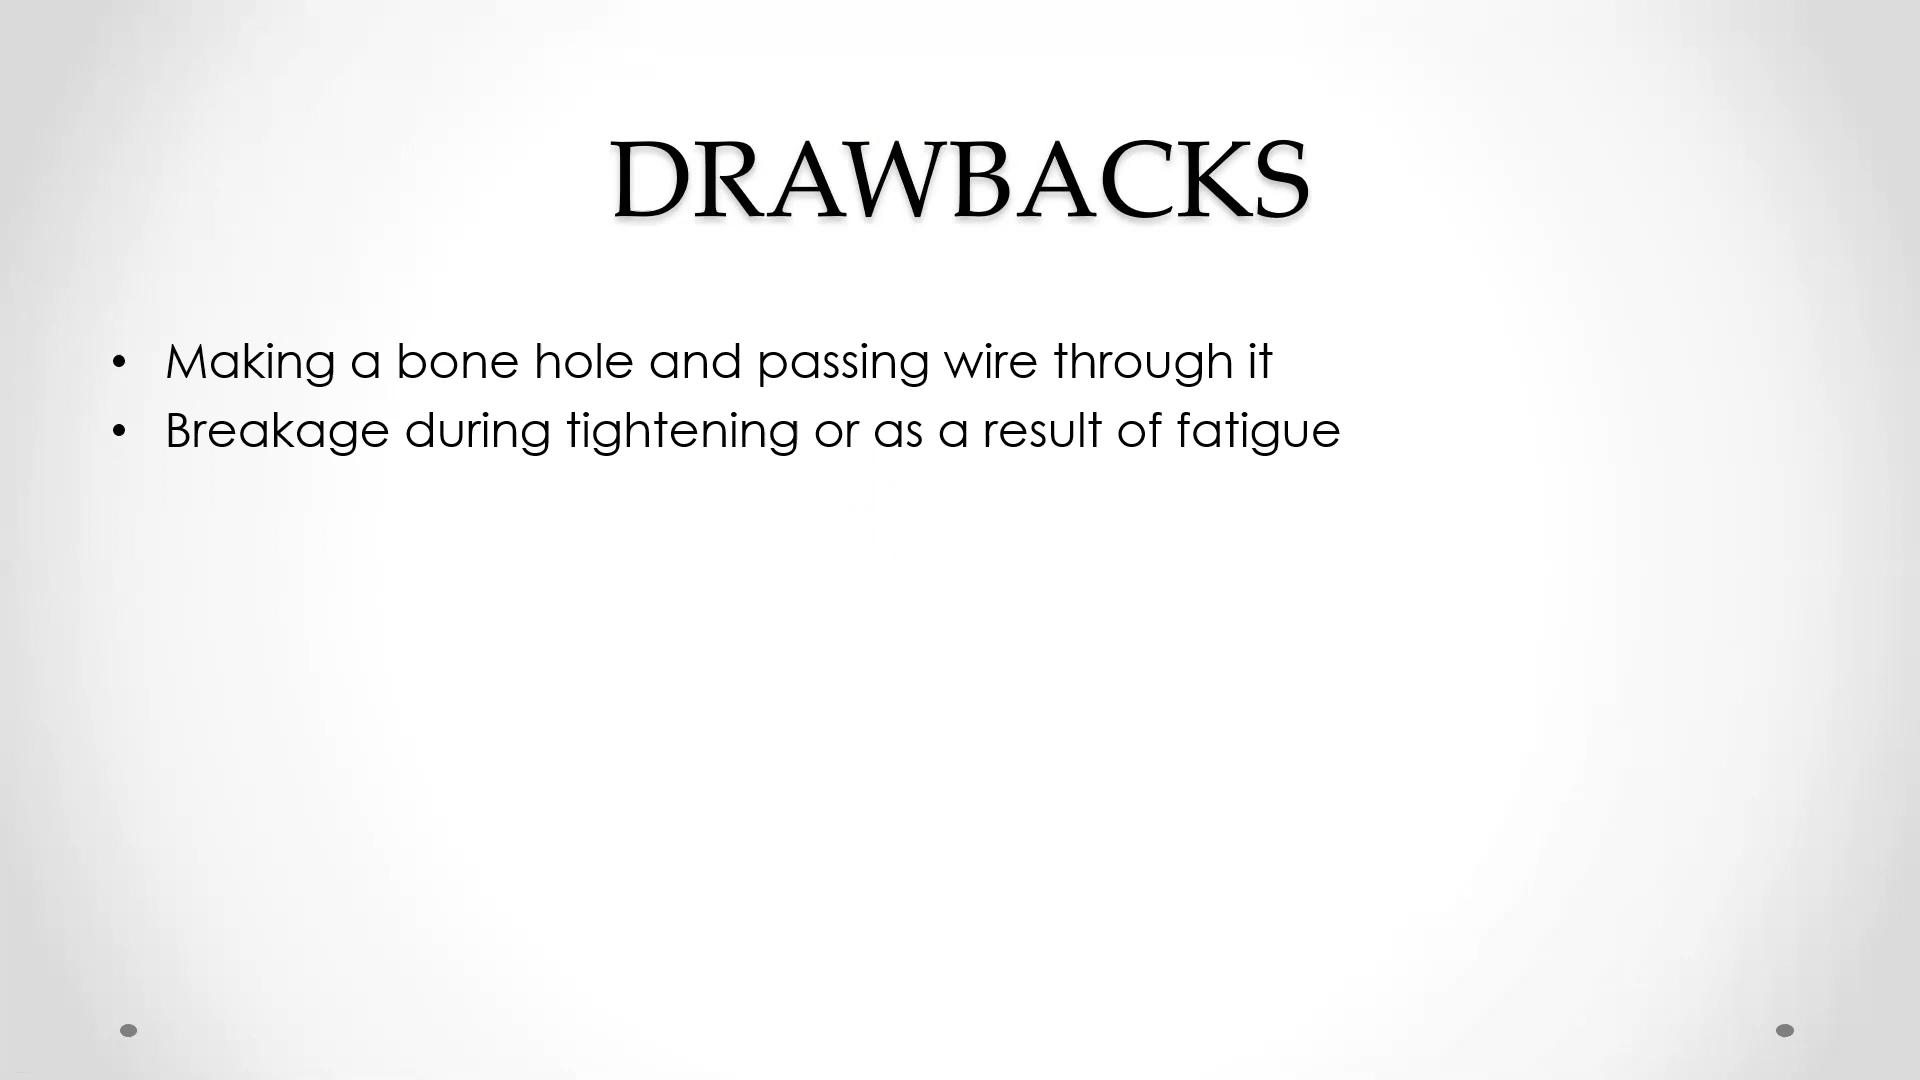 DRAWBACKS
• Making a bone hole and passing wire through it
• Breakage during tightening or as a result of fatigue